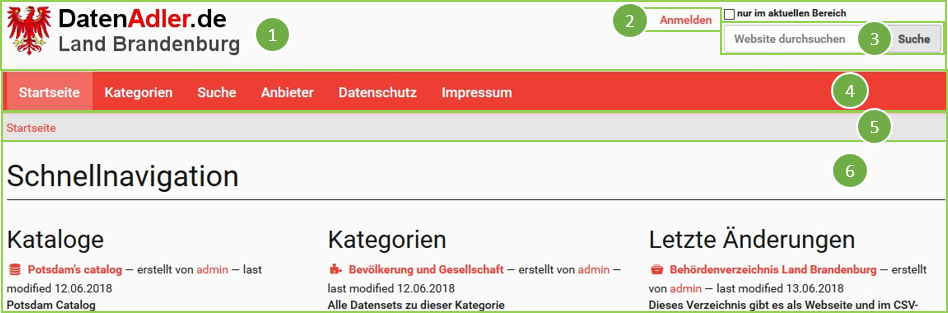 DatenAdler.de
Land Brandenburg
1
2
Anmelden
nur im aktuellen Bereich
Website durchsuchen
3
Suche
Startseite Kategorien Suche Anbieter Datenschutz Impressum
4
Startseite
5
6
Schnellnavigation
Kataloge
Potsdam's catalog — erstellt von admin — last
modified 12.06.2018
Potsdam Catalog
Kategorien
Bevölkerung und Gesellschaft — erstellt von admin —
last modified 12.06.2018
Alle Datensets zu dieser Kategorie
Letzte Änderungen
Behördenverzeichnis Land Brandenburg — erstellt
von admin — last modified 13.06.2018
Dieses Verzeichnis gibt es als Webseite und im CSV-